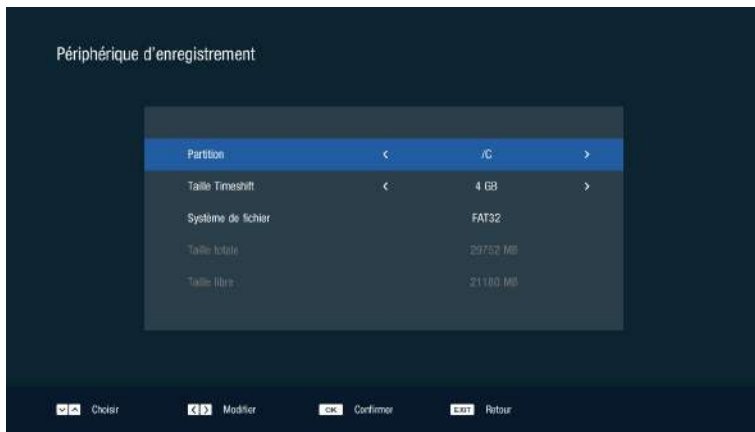 Périphérique d'enregistrement
Partition < /C >
Taille Timeshift < 4 GB >
Système de fichier FAT32
Taille totale 29752 MB
Taille libre 21180 MB
Choisir < > Modifier OK Confirmer EXIT Retour